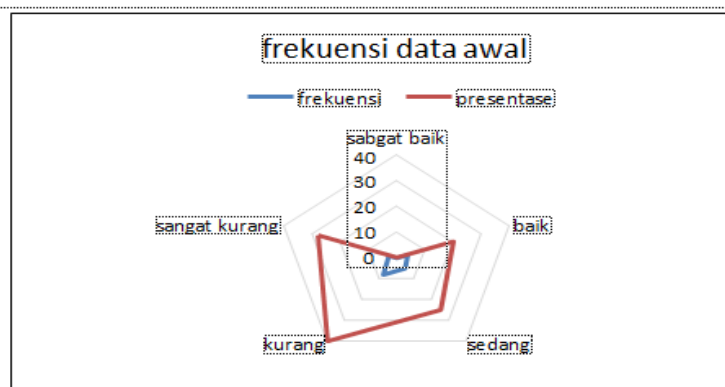 frekuensi data awal
frekuensi presentase
sabgat baik
40
30
20
10
0
sangat kurang
baik
kurang
sedang